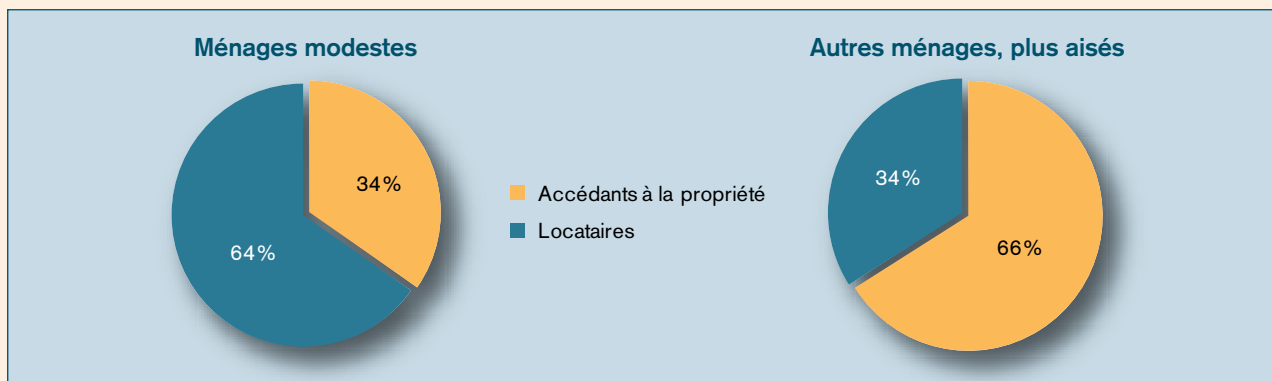 Ménages modestes
34%
64%
Accédants à la propriété
Locataires
Autres ménages, plus aisés
34%
66%